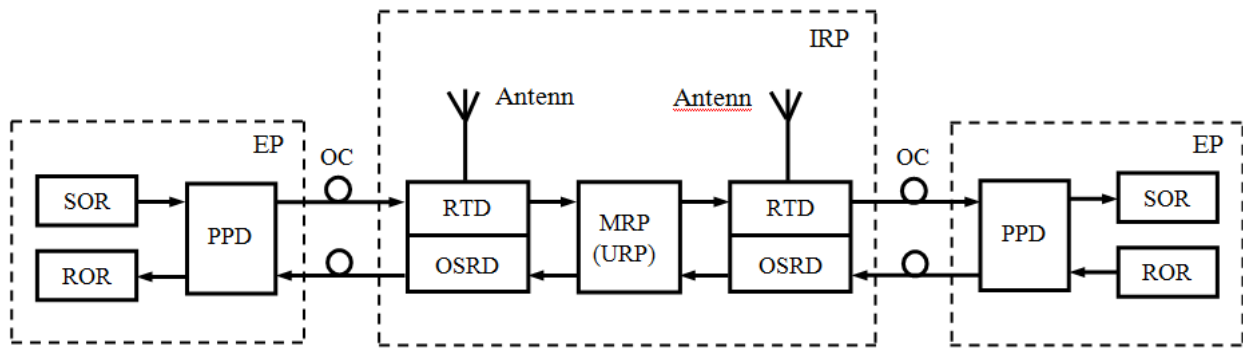 IRP
Antenn
Antenn
EP
OC
OC
EP
SOR
PPD
RTD
MRP
(URP)
RTD
PPD
SOR
ROR
OSRD
OSRD
ROR